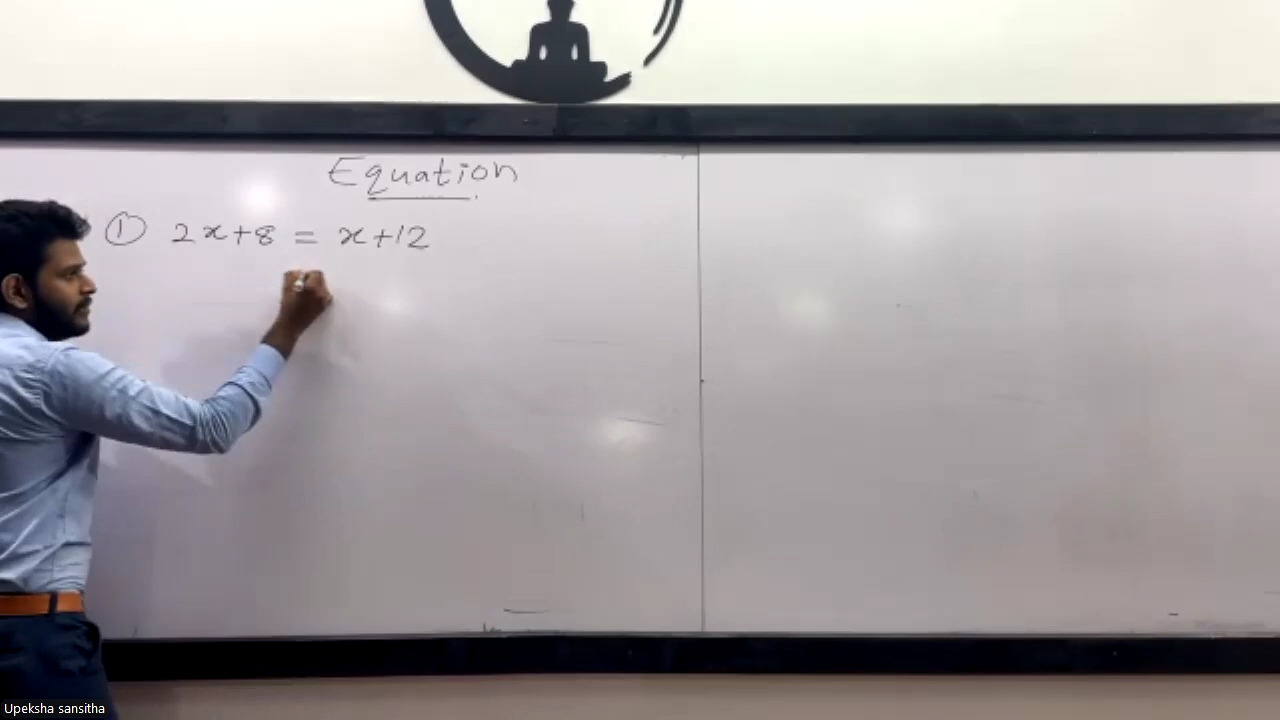 Equation
① 2x+8 = x+12
Upeksha sansitha